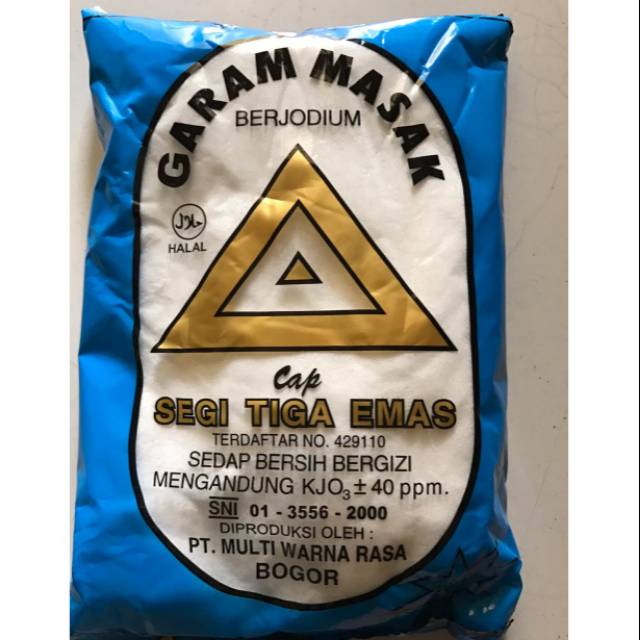 GARAM MASAK
BERJODIUM
حلال
HALAL
Cap
SEGI TIGA EMAS
TERDAFTAR NO. 429110
SEDAP BERSIH BERGIZI
MENGANDUNG KJO₃ ± 40 ppm.
SNI 01 - 3556 - 2000
DIPRODUKSI OLEH :
PT. MULTI WARNA RASA
BOGOR